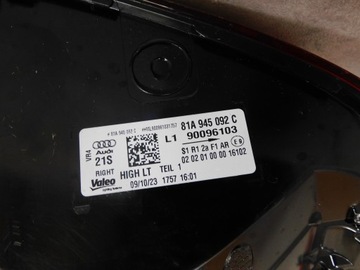 81A 945 092 C
L1 90096103
VR4
Audi
21S
S1 R1 2a F1 AR
02 02 01 00 00 16102
RIGHT HIGH LT TEIL 1
Valeo 09/10/23 1757 16:01